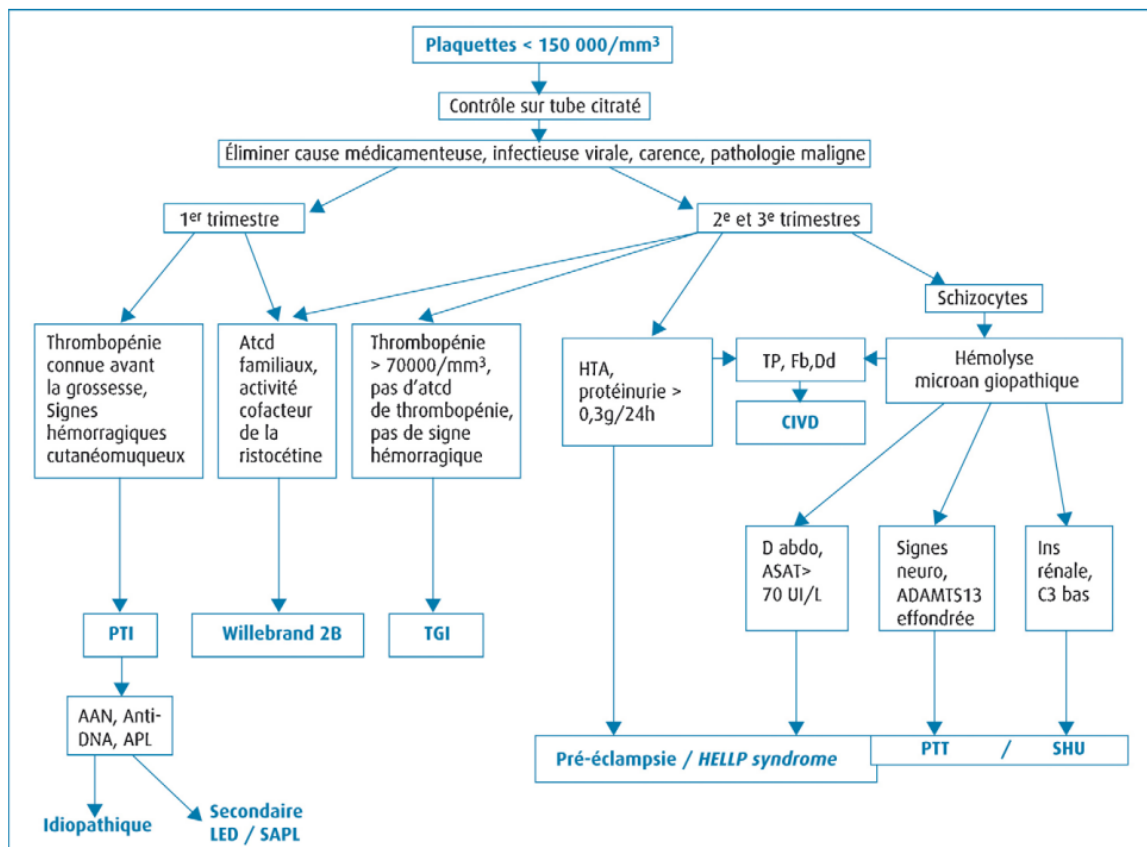 Plaquettes < 150 000/mm³
Contrôle sur tube citraté
Éliminer cause médicamenteuse, infectieuse virale, carence, pathologie maligne
1er trimestre
2e et 3e trimestres
Schizocytes
Thrombopénie
connue avant
la grossesse,
Signes
hémorragiques
cutanéomuqueux
Atcd
familiaux,
activité
cofacteur
de la
ristocétine
Thrombopénie
> 70000/mm³,
pas d'atcd
de thrombopénie,
pas de signe
hémorragique
HTA,
protéinurie >
0,3g/24h
TP, Fb,Dd
CIVD
Hémolyse
microan giopathique
D abdo,
ASAT>
70 UI/L
Signes
neuro,
ADAMTS13
effondrée
Ins
rénale,
C3 bas
PTI
Willebrand 2B
TGI
AAN, Anti-
DNA, APL
Idiopathique
Secondaire
LED / SAPL
Pré-éclampsie / HELLP syndrome
PTT / SHU